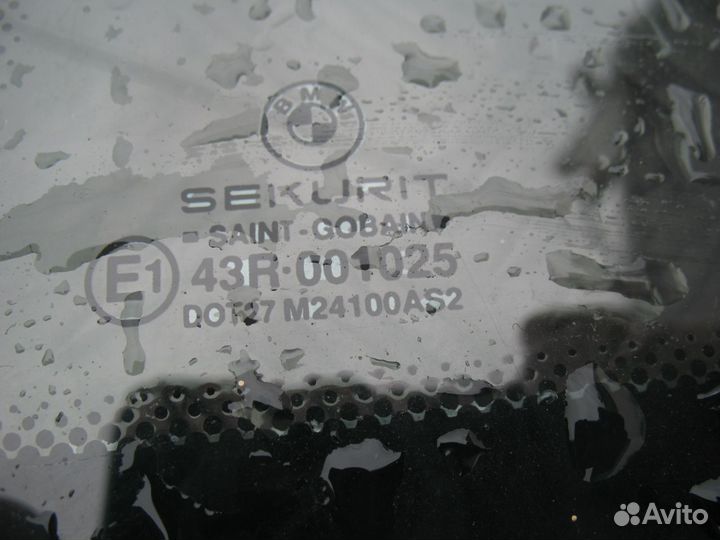 BMW
SEKURIT
SAINT-GOBAIN
E1 43R-001025
DOT27 M24100AS2
Avito